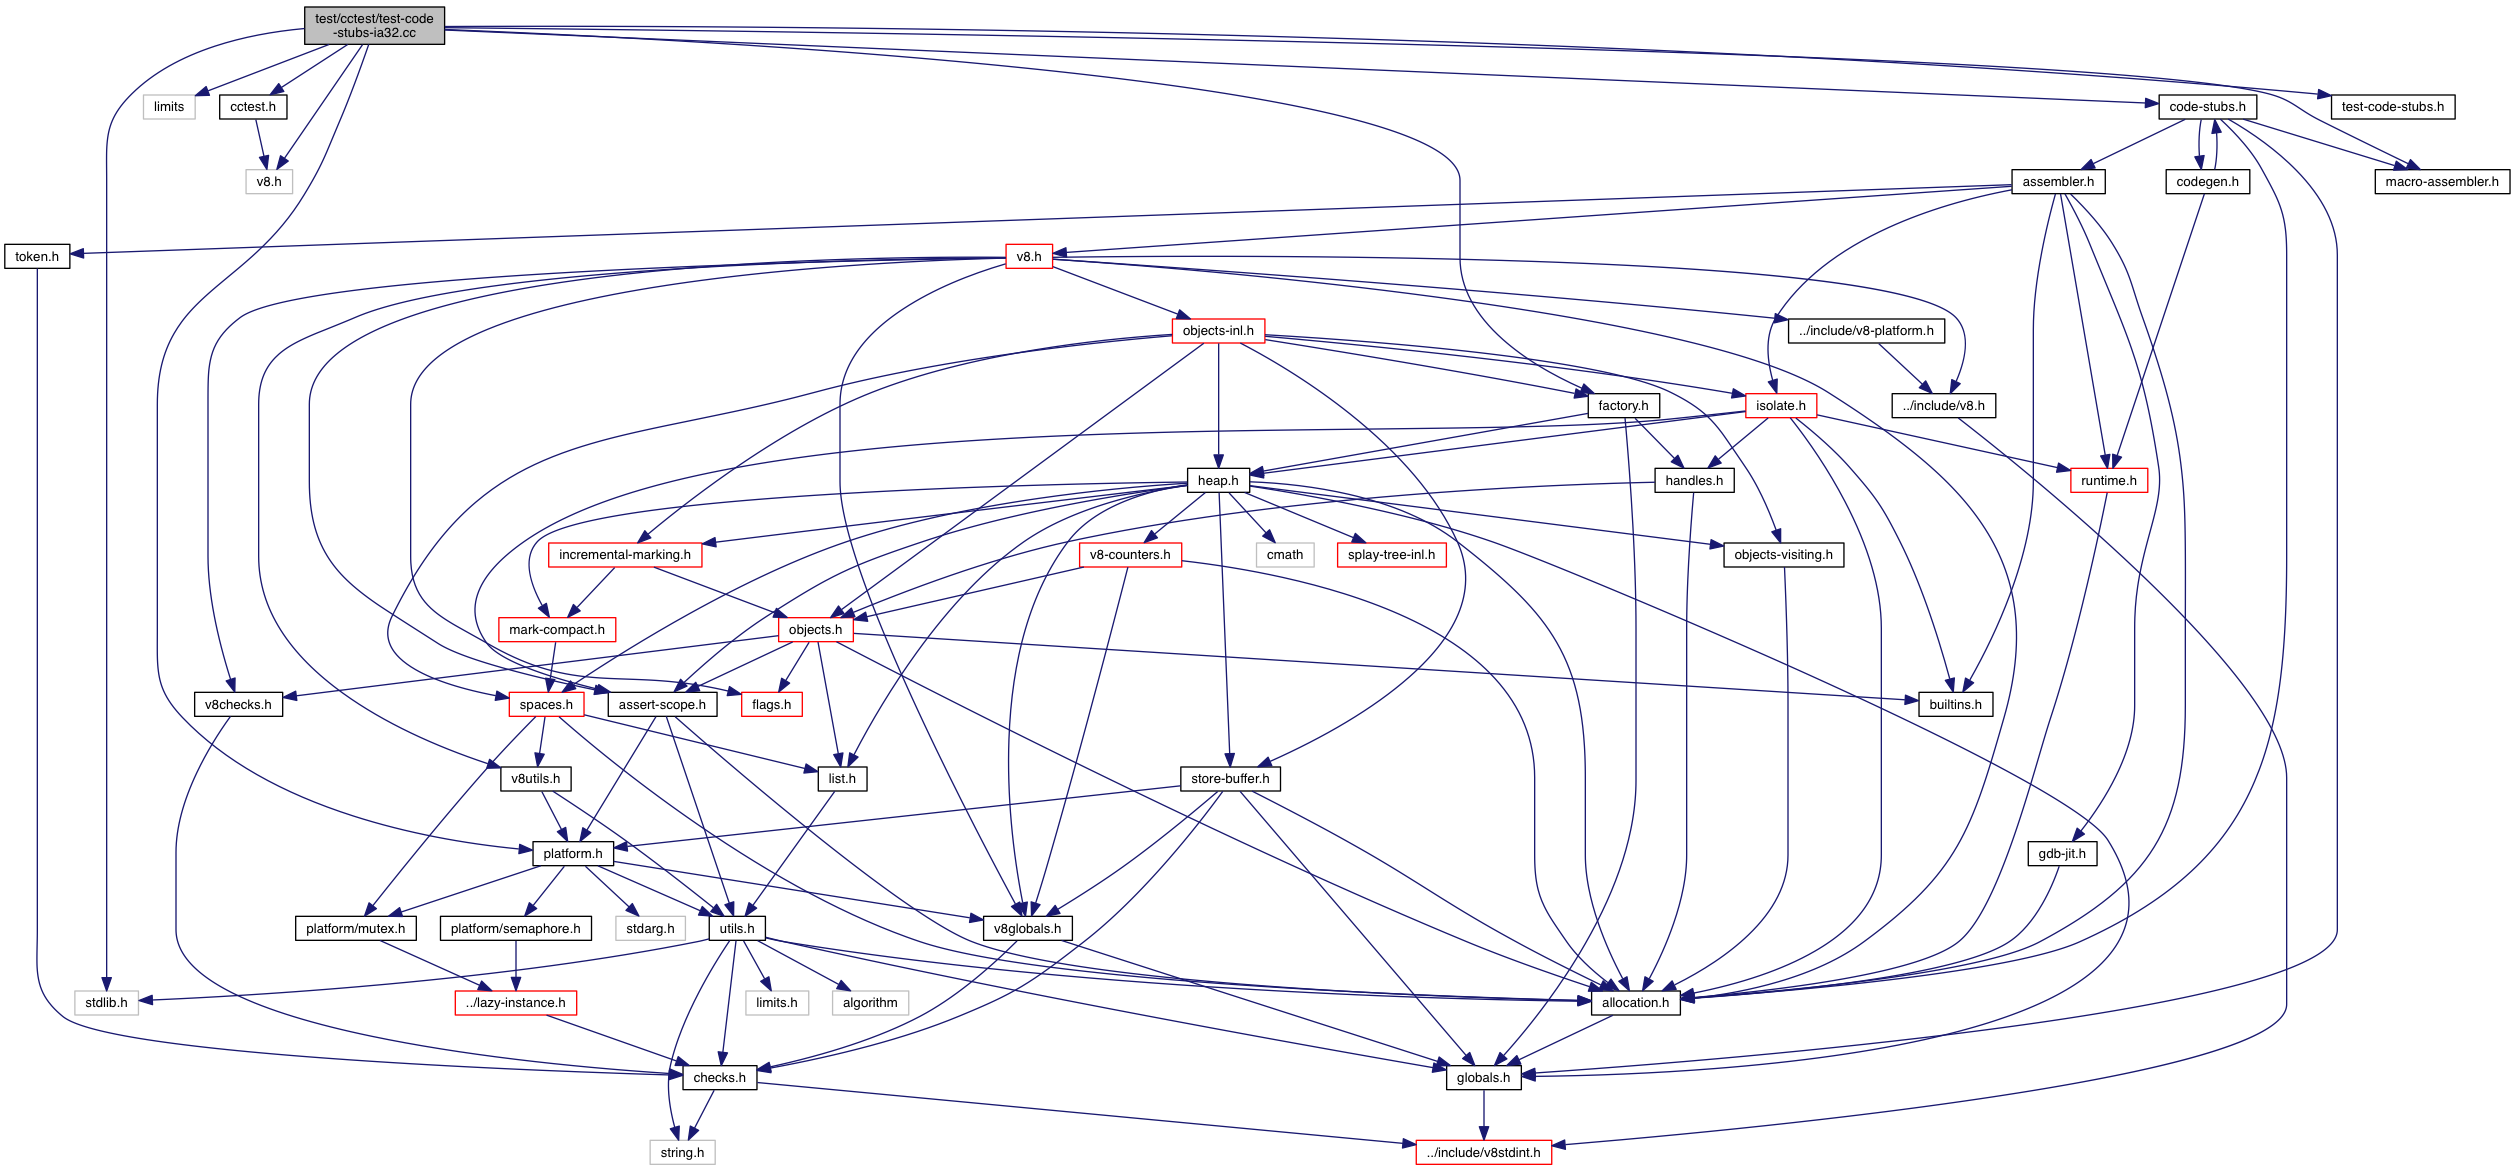 test/cctest/test-code
-stubs-ia32.cc
limits
cctest.h
code-stubs.h
test-code-stubs.h
v8.h
assembler.h
codegen.h
macro-assembler.h
token.h
v8.h
objects-inl.h
../include/v8-platform.h
factory.h
isolate.h
../include/v8.h
heap.h
handles.h
runtime.h
incremental-marking.h
v8-counters.h
cmath
splay-tree-inl.h
objects-visiting.h
mark-compact.h
objects.h
v8checks.h
spaces.h
assert-scope.h
flags.h
builtins.h
v8utils.h
list.h
store-buffer.h
platform.h
gdb-jit.h
platform/mutex.h
platform/semaphore.h
stdarg.h
utils.h
v8globals.h
stdlib.h
../lazy-instance.h
limits.h
algorithm
allocation.h
checks.h
globals.h
string.h
../include/v8stdint.h